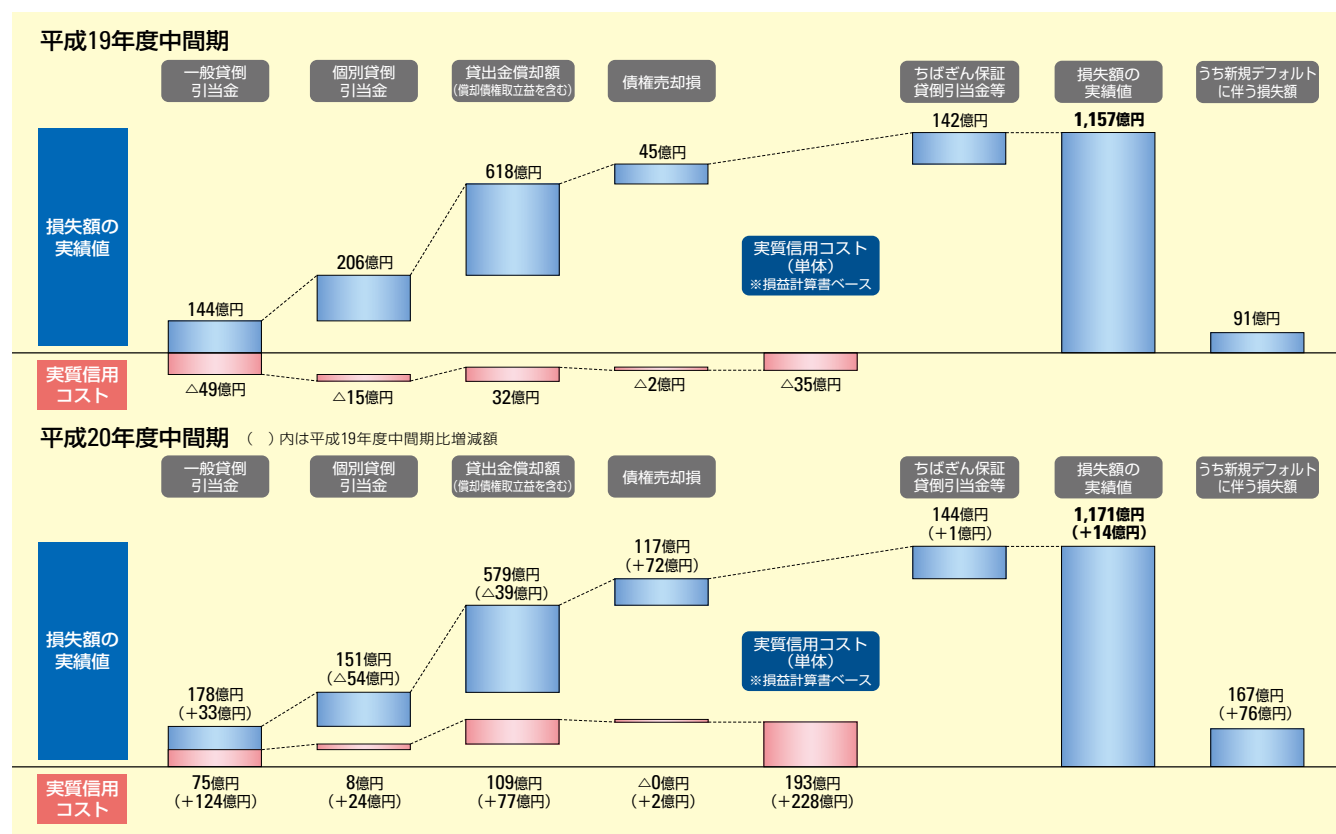 平成19年度中間期
一般貸倒
引当金
個別貸倒
引当金
貸出金償却額
(償却債権取立益を含む)
債権売却損
ちばぎん保証
貸倒引当金等
損失額の
実績値
うち新規デフォルト
に伴う損失額
損失額の
実績値
144億円
206億円
618億円
45億円
142億円
1,157億円
91億円
実質信用コスト
(単体)
※損益計算書ベース
実質信用
コスト
△49億円
△15億円
32億円
△2億円
△35億円
平成20年度中間期 ( )内は平成19年度中間期比増減額
一般貸倒
引当金
個別貸倒
引当金
貸出金償却額
(償却債権取立益を含む)
債権売却損
ちばぎん保証
貸倒引当金等
損失額の
実績値
うち新規デフォルト
に伴う損失額
損失額の
実績値
178億円
(+33億円)
151億円
(△54億円)
579億円
(△39億円)
117億円
(+72億円)
144億円
(+1億円)
1,171億円
(+14億円)
167億円
(+76億円)
実質信用コスト
(単体)
※損益計算書ベース
実質信用
コスト
75億円
(+124億円)
8億円
(+24億円)
109億円
(+77億円)
△0億円
(+2億円)
193億円
(+228億円)